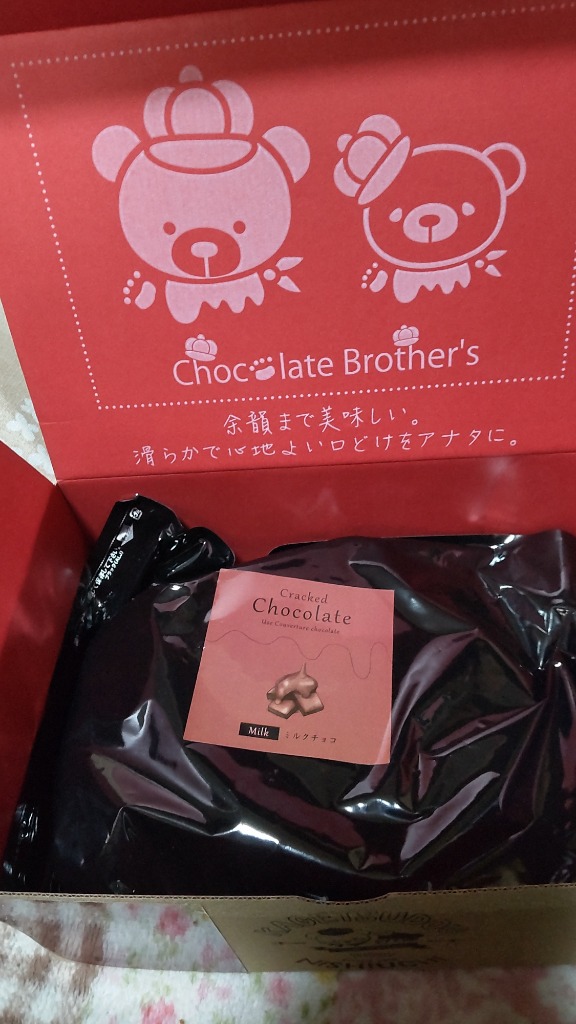 Chocolate Brother's
余韻まで美味しい。
滑らかで心地よい口どけをアナタに。
Cracked
Chocolate
Use Couverture chocolate
Milk ミルクチョコ